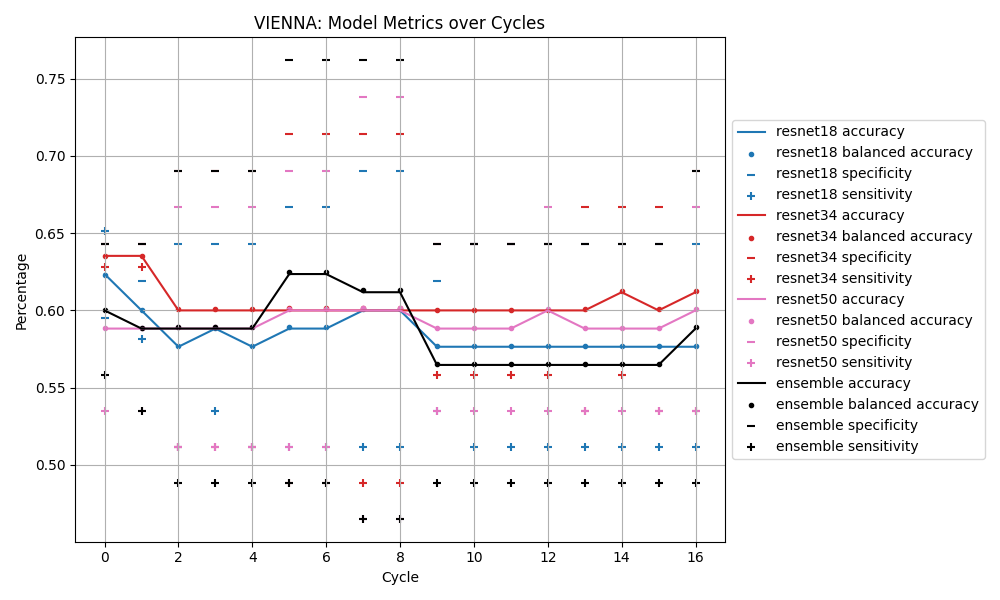 VIENNA: Model Metrics over Cycles
Percentage
0.75
0.70
0.65
0.60
0.55
0.50
0 2 4 6 8 10 12 14 16
Cycle
resnet18 accuracy
resnet18 balanced accuracy
resnet18 specificity
resnet18 sensitivity
resnet34 accuracy
resnet34 balanced accuracy
resnet34 specificity
resnet34 sensitivity
resnet50 accuracy
resnet50 balanced accuracy
resnet50 specificity
resnet50 sensitivity
ensemble accuracy
ensemble balanced accuracy
ensemble specificity
ensemble sensitivity